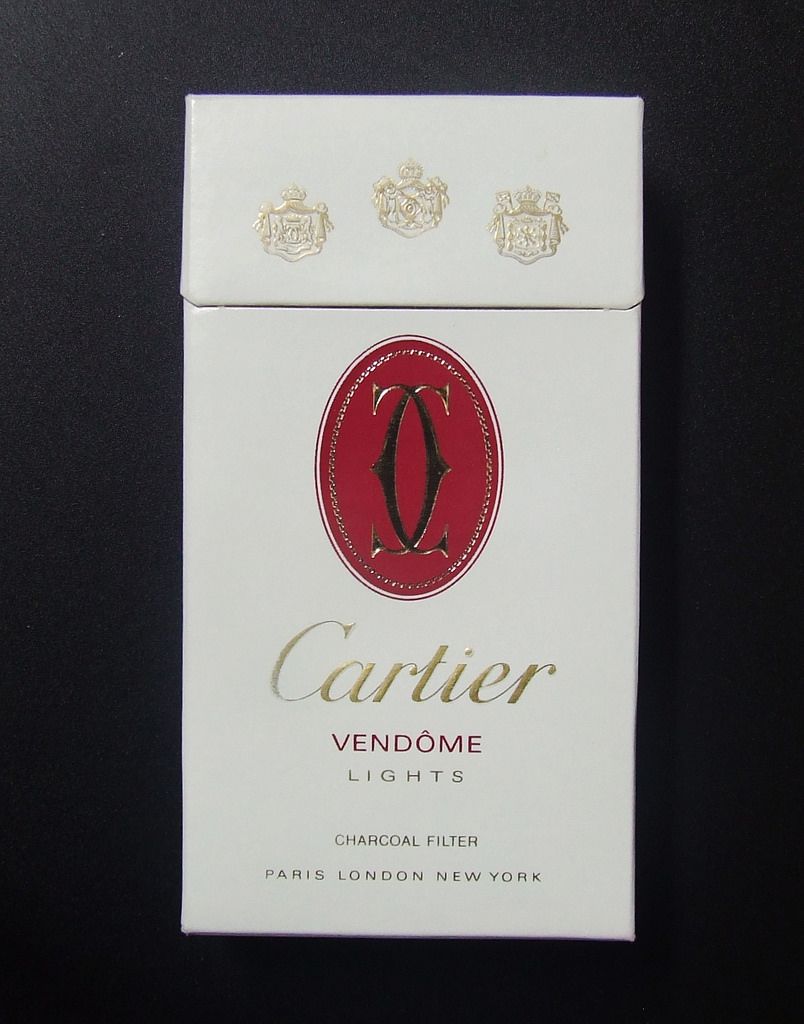 Cartier
VENDÔME
LIGHTS
CHARCOAL FILTER
PARIS LONDON NEW YORK